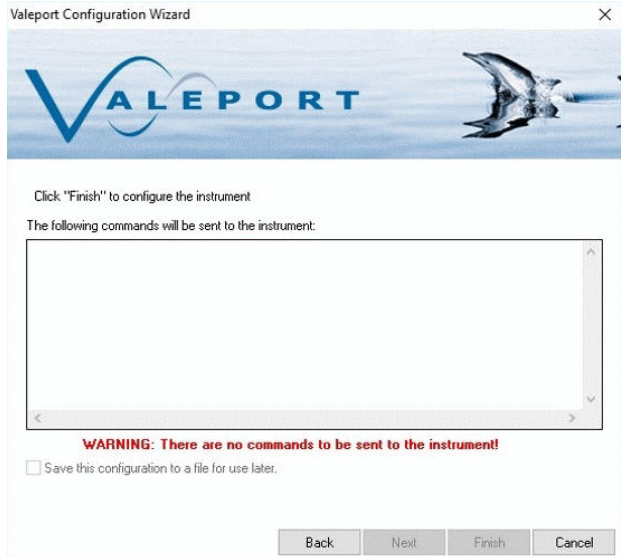 Valeport Configuration Wizard
VALEPORT
Click "Finish" to configure the instrument
The following commands will be sent to the instrument:
WARNING: There are no commands to be sent to the instrument!
Save this configuration to a file for use later.
Back Next Finish Cancel